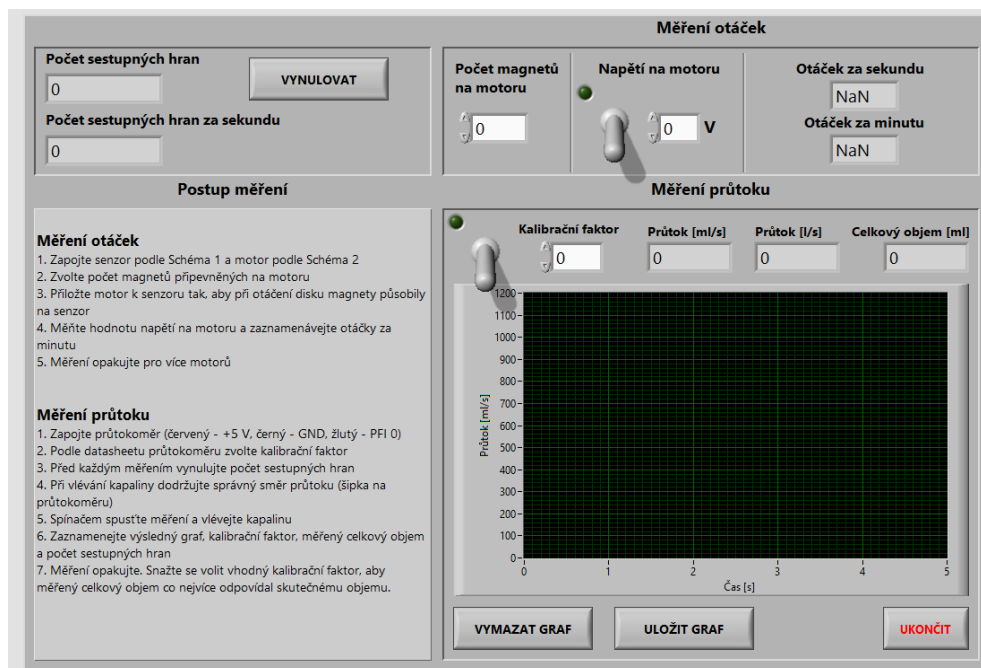 Měření otáček
Počet sestupných hran
0
VYNULOVAT
Počet sestupných hran za sekundu
0
Počet magnetů
na motoru
0
Napětí na motoru
0 V
Otáček za sekundu
NaN
Otáček za minutu
NaN
Postup měření
Měření otáček
1. Zapojte senzor podle Schéma 1 a motor podle Schéma 2
2. Zvolte počet magnetů připevněných na motoru
3. Přiložte motor k senzoru tak, aby při otáčení disku magnety působily
na senzor
4. Měňte hodnotu napětí na motoru a zaznamenávejte otáčky za
minutu
5. Měření opakujte pro více motorů
Měření průtoku
1. Zapojte průtokoměr (červený - +5 V, černý - GND, žlutý - PFI 0)
2. Podle datasheetu průtokoměru zvolte kalibrační faktor
3. Před každým měřením vynulujte počet sestupných hran
4. Při vlévání kapaliny dodržujte správný směr průtoku (šipka na
průtokoměru)
5. Spínačem spusťte měření a vlévejte kapalinu
6. Zaznamenejte výsledný graf, kalibrační faktor, měřený celkový objem
a počet sestupných hran
7. Měření opakujte. Snažte se volit vhodný kalibrační faktor, aby
měřený celkový objem co nejvíce odpovídal skutečnému objemu.
Měření průtoku
Kalibrační faktor
0
Průtok [ml/s]
0
Průtok [l/s]
0
Celkový objem [ml]
0
Průtok [ml/s]
1200
1100
1000
900
800
700
600
500
400
300
200
100
0
0 1 2 3 4 5
Čas [s]
VYMAZAT GRAF
ULOŽIT GRAF
UKONČIT